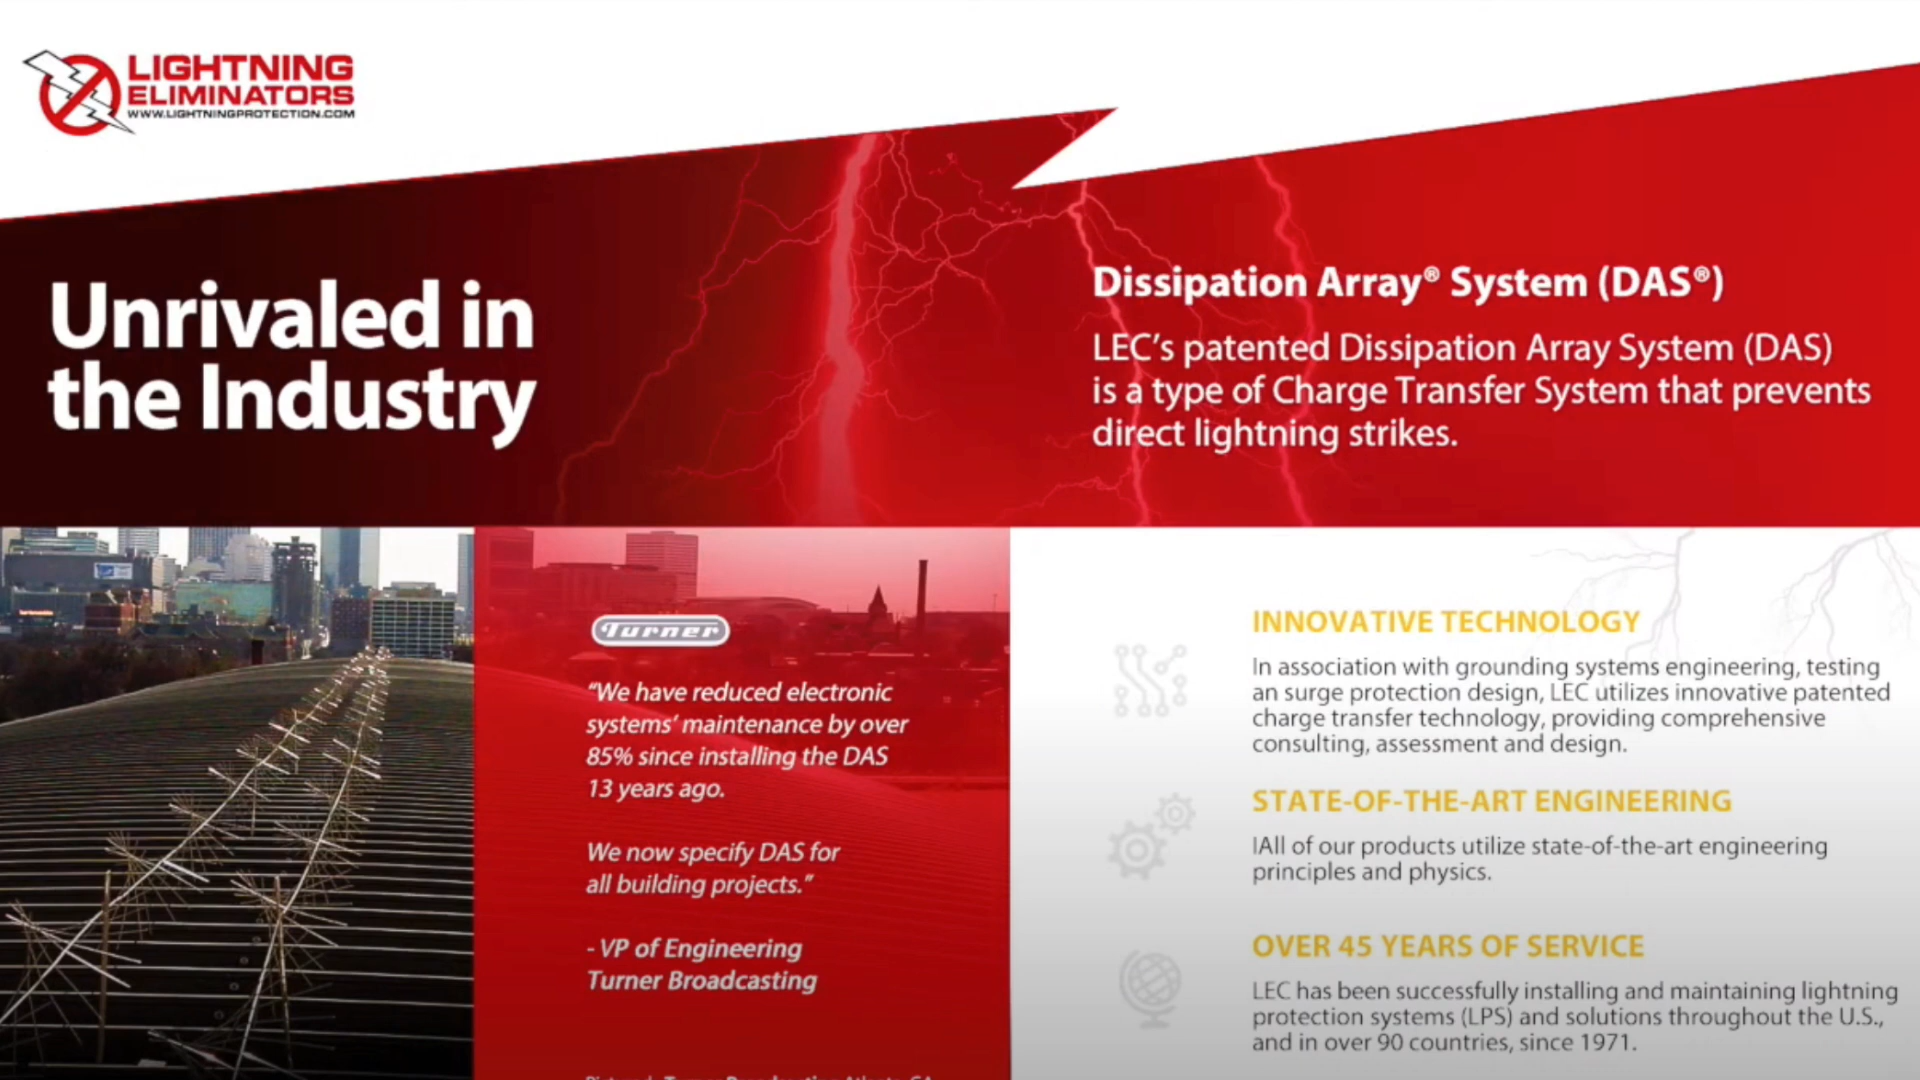 LIGHTNING
ELIMINATORS
WWW.LIGHTNINGPROTECTION.COM
Unrivaled in
the Industry
Dissipation Array® System (DAS®)
LEC's patented Dissipation Array System (DAS)
is a type of Charge Transfer System that prevents
direct lightning strikes.
Turner
"We have reduced electronic
systems' maintenance by over
85% since installing the DAS
13 years ago.
We now specify DAS for
all building projects."
- VP of Engineering
Turner Broadcasting
INNOVATIVE TECHNOLOGY
In association with grounding systems engineering, testing
an surge protection design, LEC utilizes innovative patented
charge transfer technology, providing comprehensive
consulting, assessment and design.
STATE-OF-THE-ART ENGINEERING
IAll of our products utilize state-of-the-art engineering
principles and physics.
OVER 45 YEARS OF SERVICE
LEC has been successfully installing and maintaining lightning
protection systems (LPS) and solutions throughout the U.S.,
and in over 90 countries, since 1971.